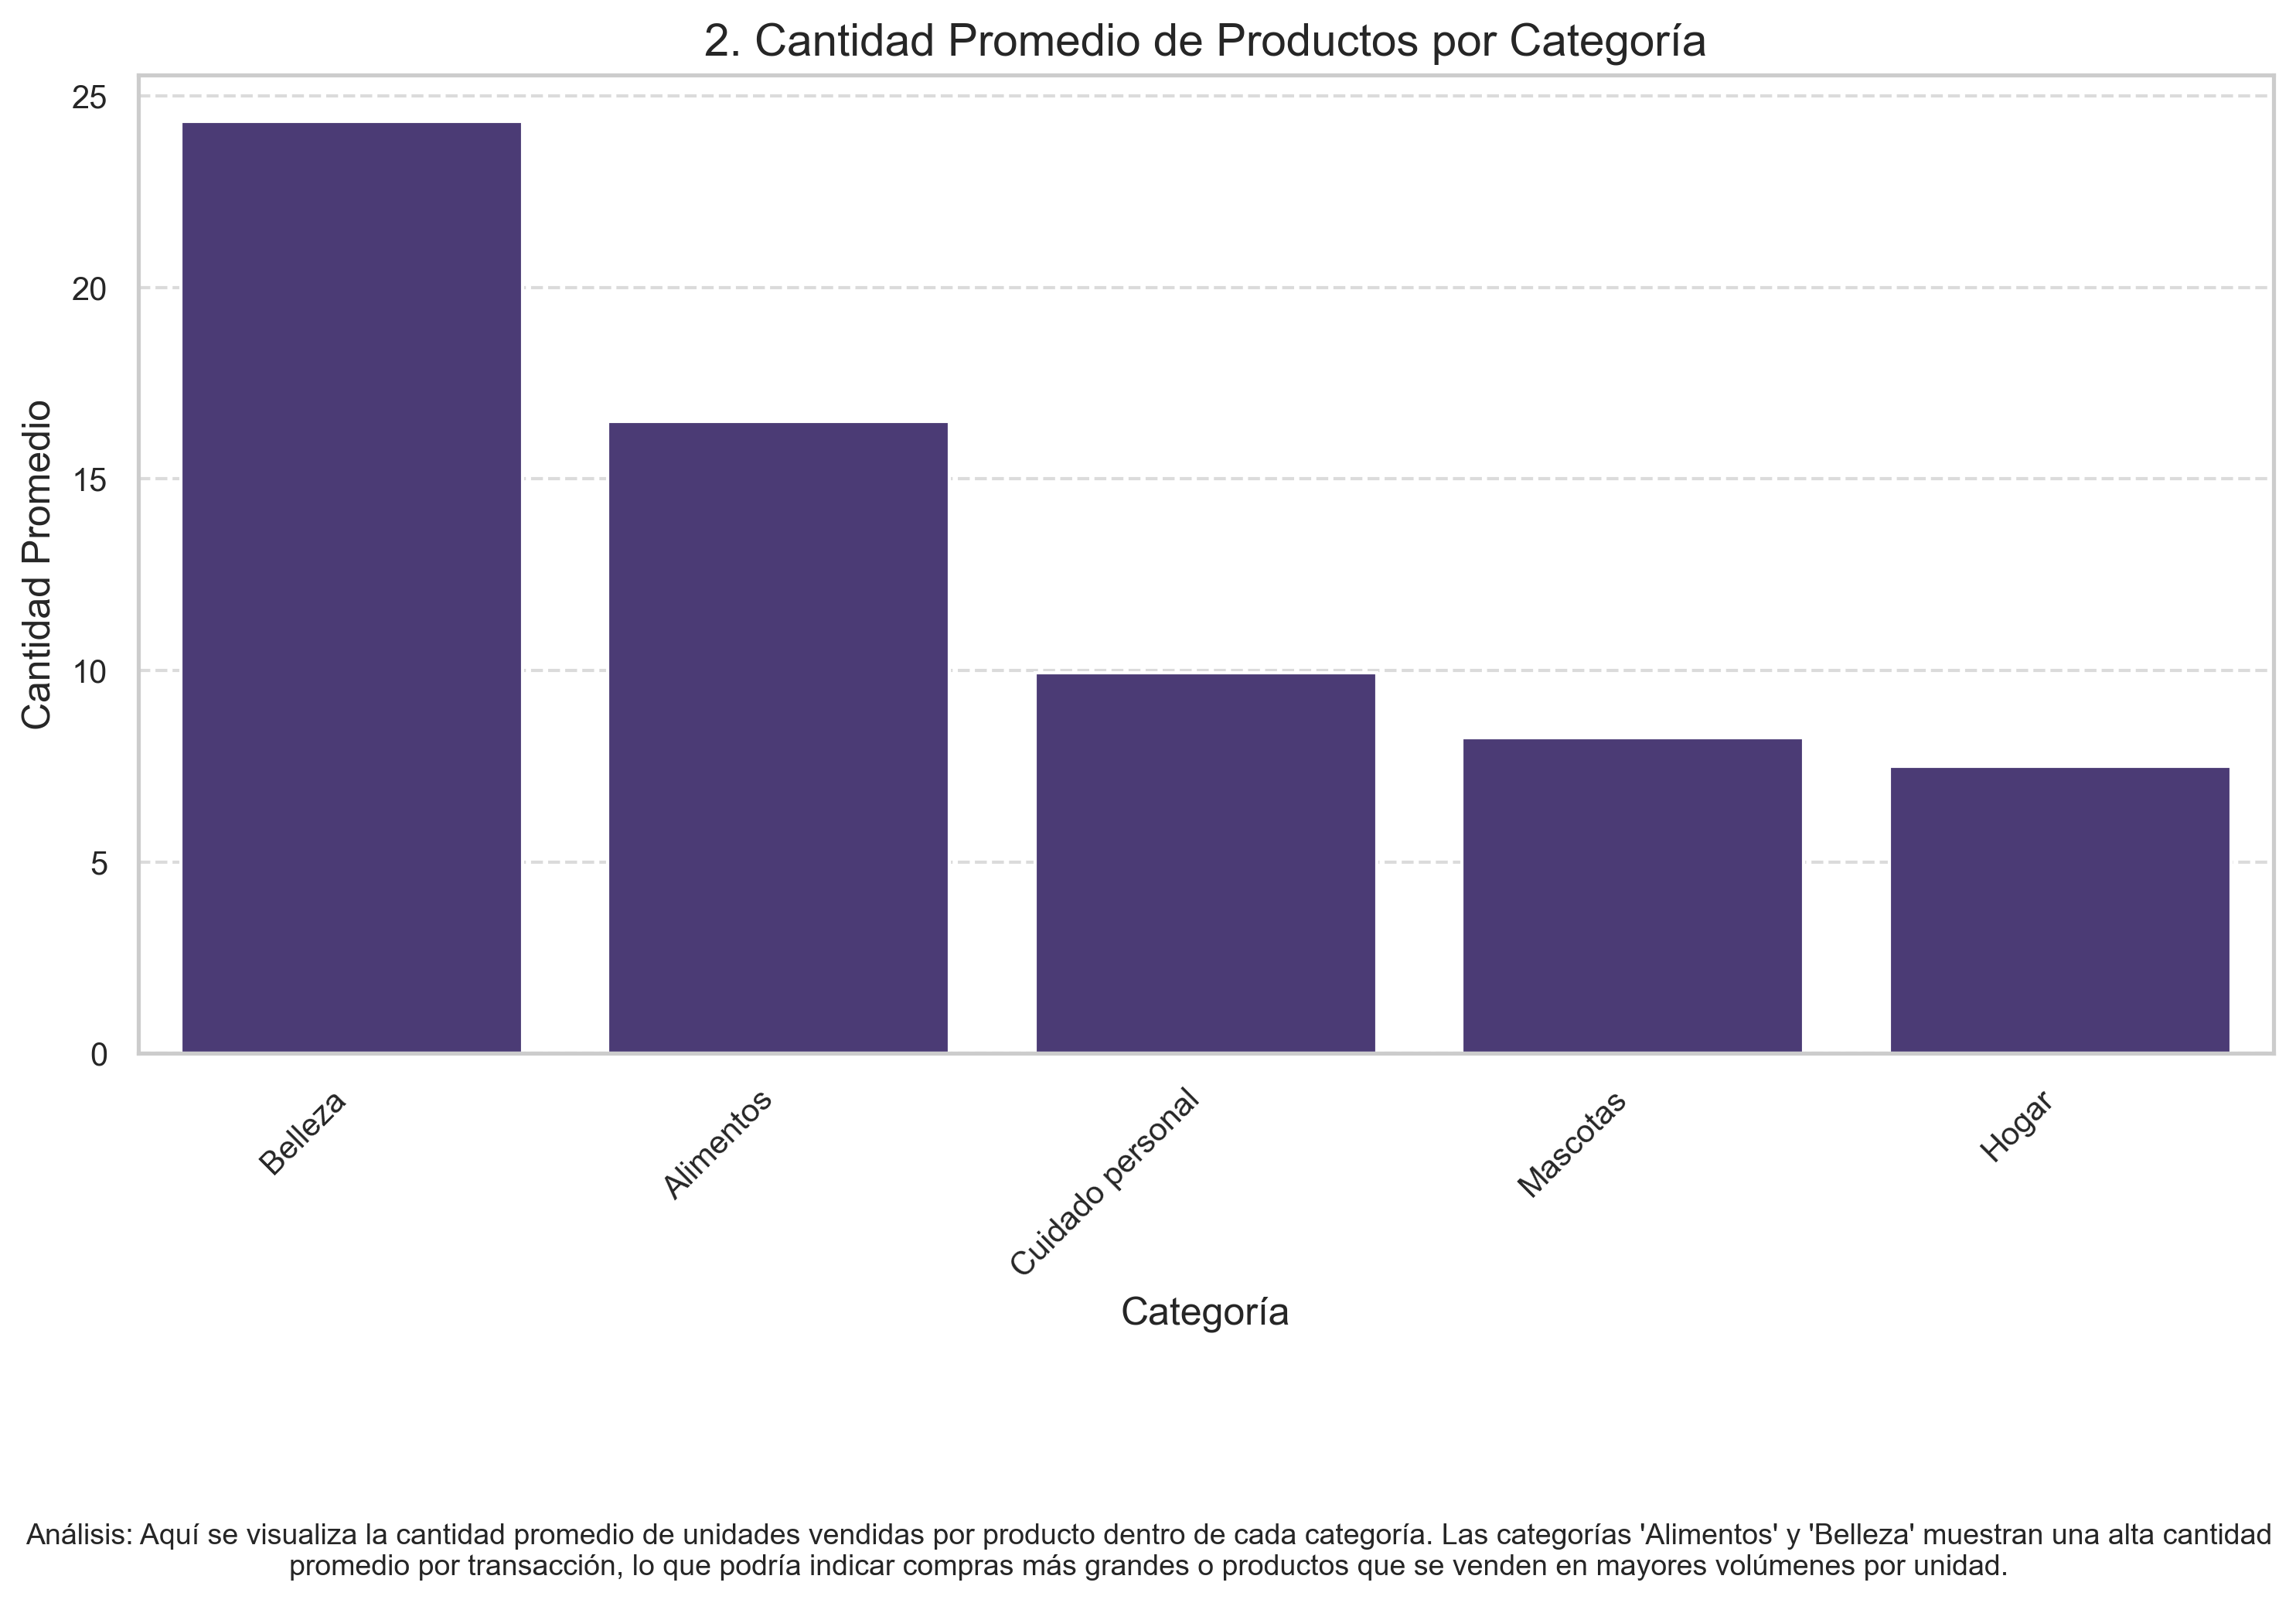 2. Cantidad Promedio de Productos por Categoría
Cantidad Promedio
25
20
15
10
5
0
Belleza
Alimentos
Cuidado personal
Mascotas
Hogar
Categoría
Análisis: Aquí se visualiza la cantidad promedio de unidades vendidas por producto dentro de cada categoría. Las categorías 'Alimentos' y 'Belleza' muestran una alta cantidad
promedio por transacción, lo que podría indicar compras más grandes o productos que se venden en mayores volúmenes por unidad.